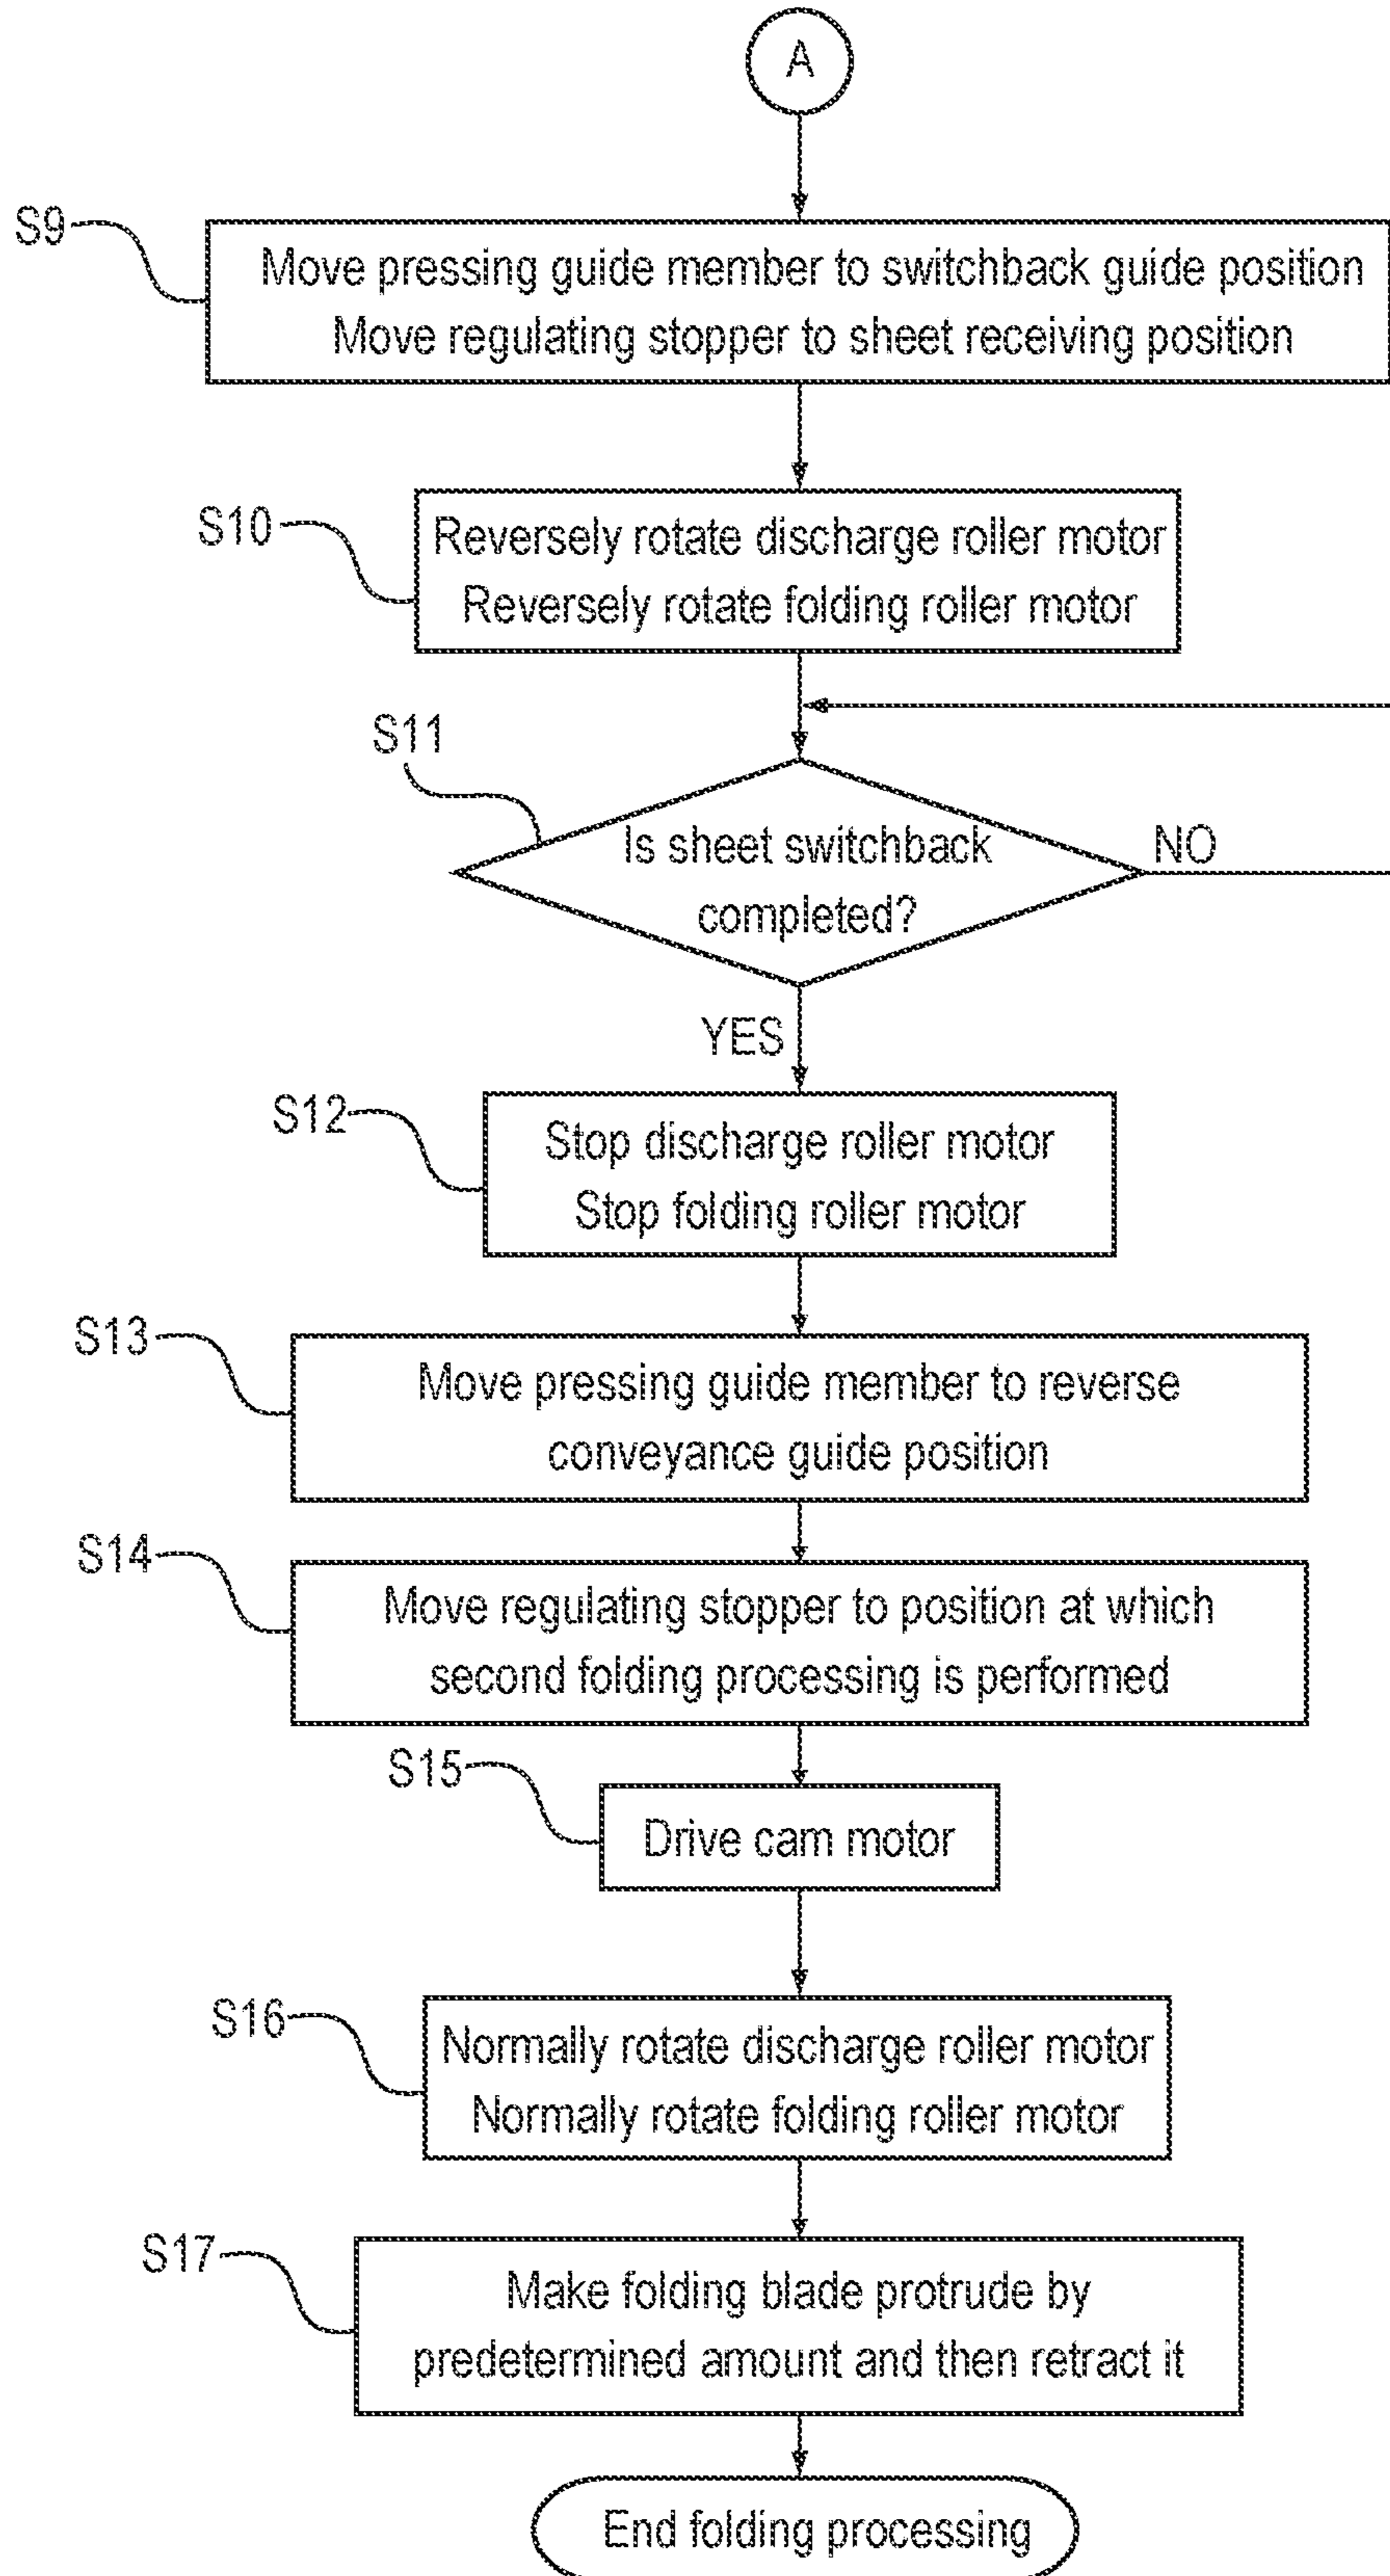 A
S9
Move pressing guide member to switchback guide position
Move regulating stopper to sheet receiving position
S10
Reversely rotate discharge roller motor
Reversely rotate folding roller motor
S11
Is sheet switchback
completed?
NO
YES
S12
Stop discharge roller motor
Stop folding roller motor
S13
Move pressing guide member to reverse
conveyance guide position
S14
Move regulating stopper to position at which
second folding processing is performed
S15
Drive cam motor
S16
Normally rotate discharge roller motor
Normally rotate folding roller motor
S17
Make folding blade protrude by
predetermined amount and then retract it
End folding processing